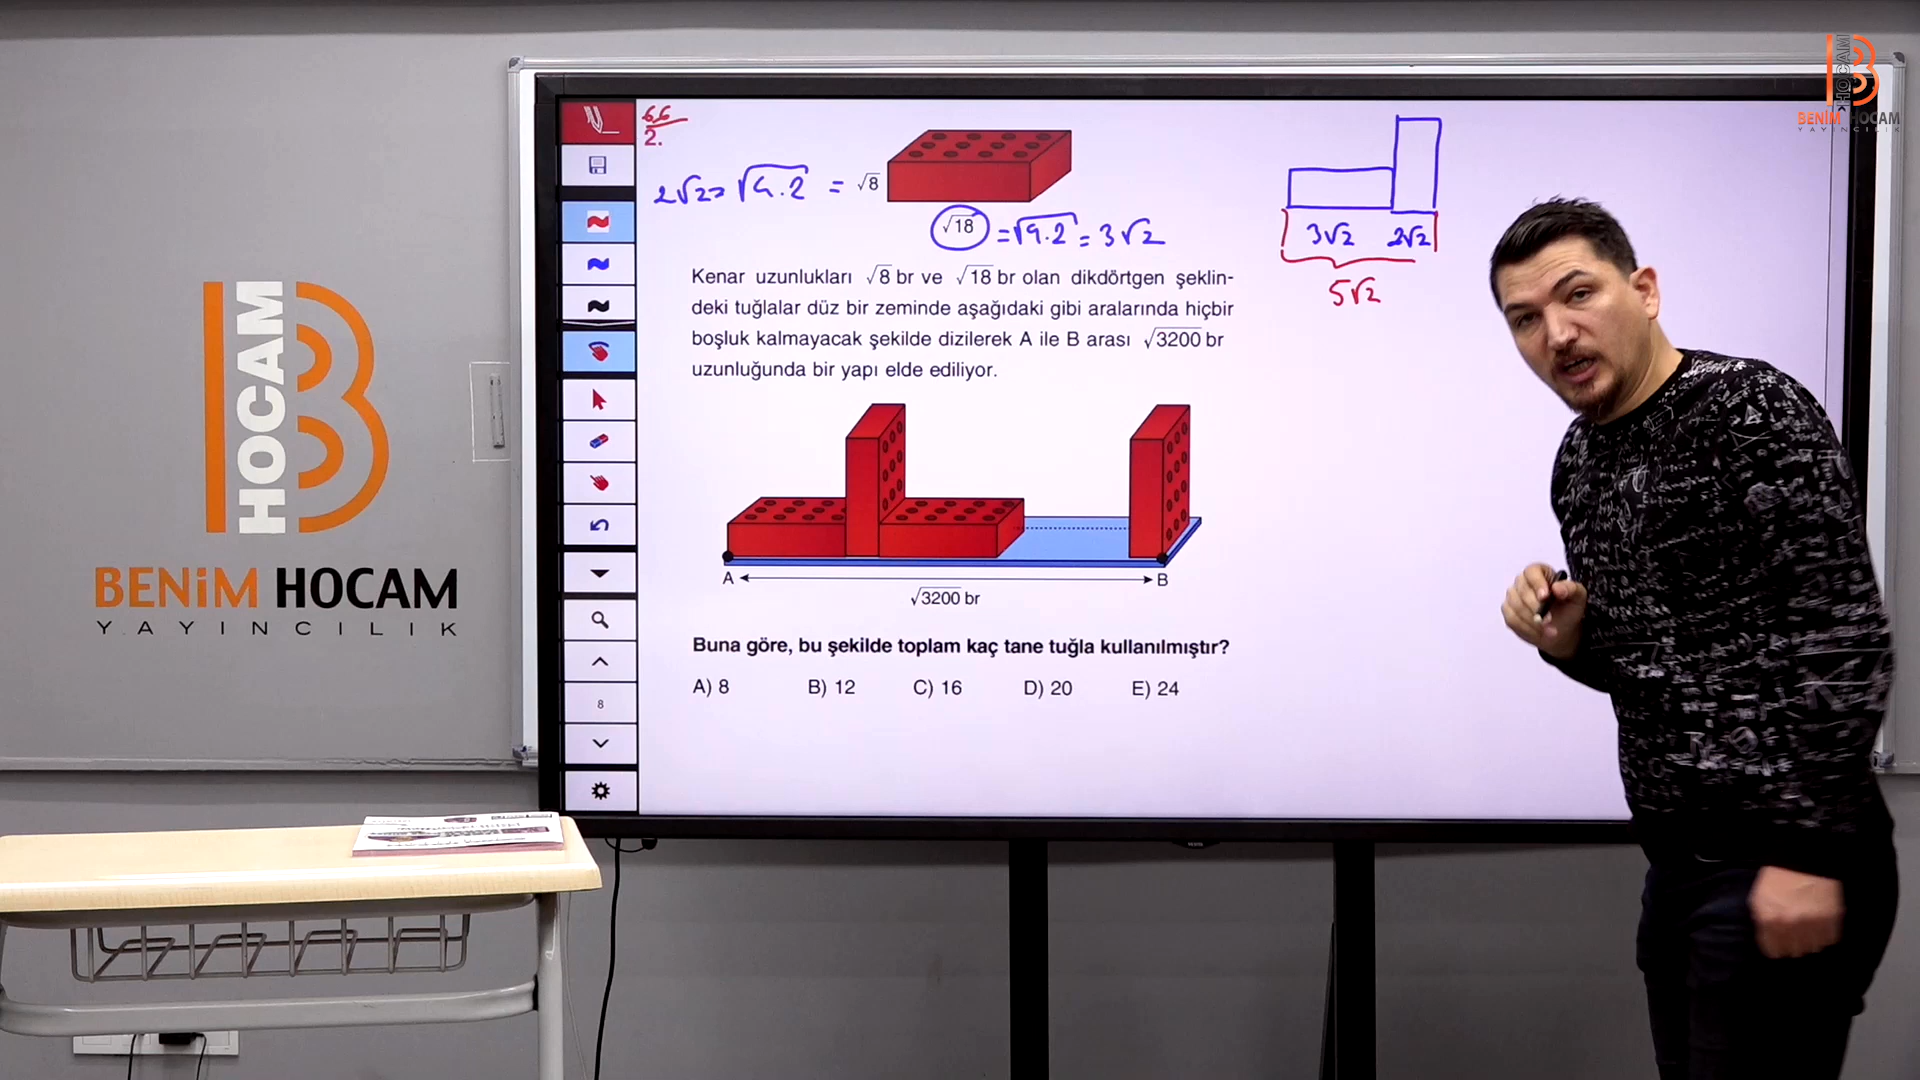 HOCAM
BENİM HOCAM
YAYINCILIK
66
2.
2√2 = √4.2 = √8
√18 = √9.2 = 3√2
Kenar uzunlukları √8 br ve √18 br olan dikdörtgen şeklin-
deki tuğlalar düz bir zeminde aşağıdaki gibi aralarında hiçbir
boşluk kalmayacak şekilde dizilerek A ile B arası √3200 br
uzunluğunda bir yapı elde ediliyor.
A B
√3200 br
Buna göre, bu şekilde toplam kaç tane tuğla kullanılmıştır?
A) 8 B) 12 C) 16 D) 20 E) 24
3√2 2√2
5√2
8
HOCAM
BENİM HOCAM
YAYINCILIK